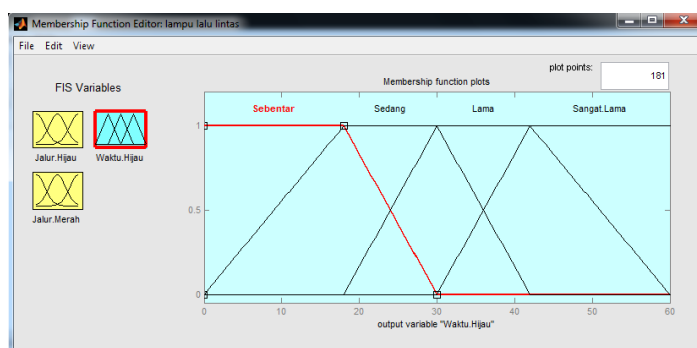 Membership Function Editor: lampu lalu lintas
File Edit View
FIS Variables
Jalur.Hijau Waktu.Hijau
Jalur.Merah
plot points: 181
Membership function plots
Sebentar Sedang Lama Sangat.Lama
1
0.5
0
0 10 20 30 40 50 60
output variable "Waktu.Hijau"